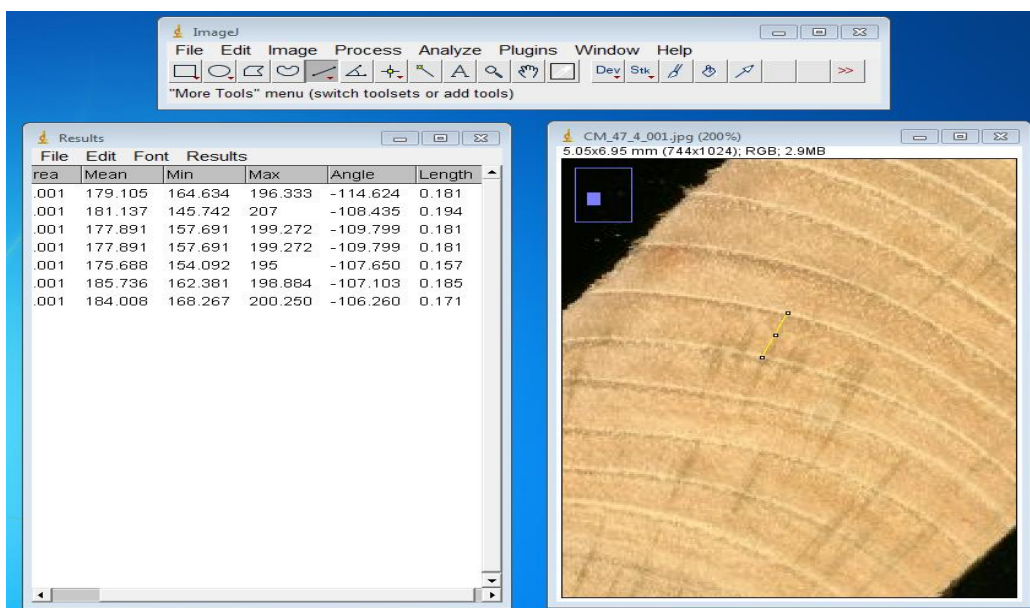 ImageJ
File Edit Image Process Analyze Plugins Window Help
A Dev Stk >>
"More Tools" menu (switch toolsets or add tools)
Results
File Edit Font Results
rea Mean Min Max Angle Length
.001 179.105 164.634 196.333 -114.624 0.181
.001 181.137 145.742 207 -108.435 0.194
.001 177.891 157.691 199.272 -109.799 0.181
.001 177.891 157.691 199.272 -109.799 0.181
.001 175.688 154.092 195 -107.650 0.157
.001 185.736 162.381 198.884 -107.103 0.185
.001 184.008 168.267 200.250 -106.260 0.171
CM_47_4_001.jpg (200%)
5.05x6.95 mm (744x1024); RGB; 2.9MB